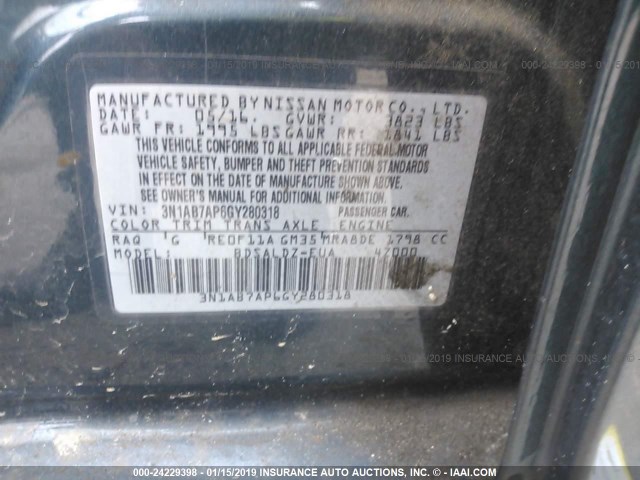 MANUFACTURED BY NISSAN MOTOR CO., LTD.
DATE: 05/16. GVWR: 3823 LBS
GAWR FR: 1995 LBS GAWR RR: 1841 LBS
THIS VEHICLE CONFORMS TO ALL APPLICABLE FEDERAL MOTOR
VEHICLE SAFETY, BUMPER AND THEFT PREVENTION STANDARDS
IN EFFECT ON THE DATE OF MANUFACTURE SHOWN ABOVE.
SEE OWNER'S MANUAL FOR ADDITIONAL INFORMATION.
VIN: 3N1AB7AP6GY280318 PASSENGER CAR.
COLOR TRIM TRANS AXLE ENGINE
RAQ G RE0F11A GM35 MRA8DE 1798 CC
MODEL: BDSALDZ-EUA 4Z000
3N1AB7AP6GY280318
000-24229398 - 01/15/2019 INSURANCE AUTO AUCTIONS, INC. - IAAI.COM